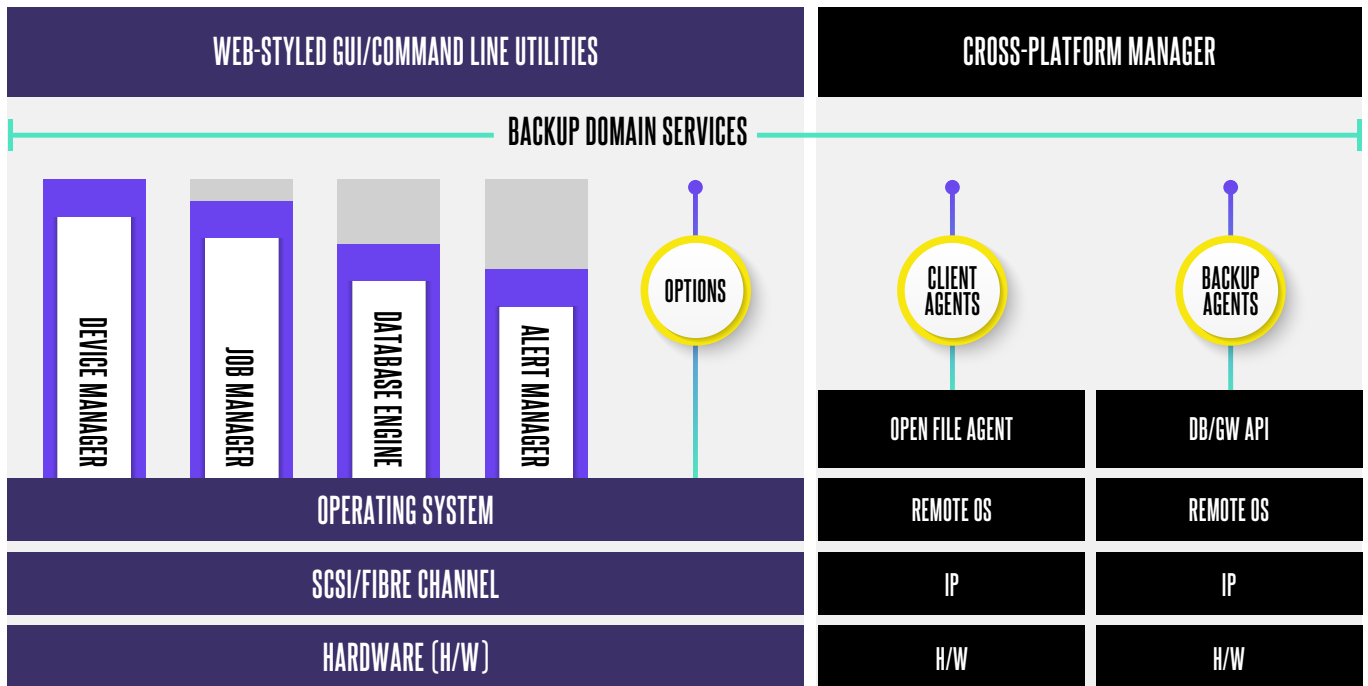 WEB-STYLED GUI/COMMAND LINE UTILITIES
CROSS-PLATFORM MANAGER
BACKUP DOMAIN SERVICES
DEVICE MANAGER
JOB MANAGER
DATABASE ENGINE
ALERT MANAGER
OPTIONS
CLIENT
AGENTS
BACKUP
AGENTS
OPEN FILE AGENT
DB/GW API
OPERATING SYSTEM
REMOTE OS
REMOTE OS
SCSI/FIBRE CHANNEL
IP
IP
HARDWARE (H/W)
H/W
H/W